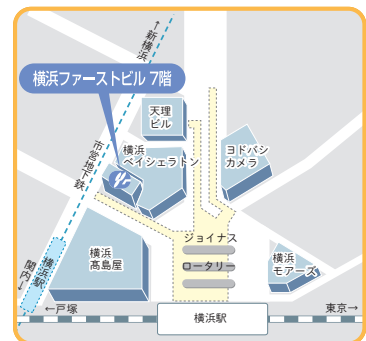 ↑新横浜
横浜ファーストビル 7階
天理
ビル
市営地下鉄
横浜
ベイシェラトン
ヨドバシ
カメラ
横浜駅
関内↓
横浜
髙島屋
ジョイナス
ロータリー
横浜
モアーズ
←戸塚
横浜駅
東京→